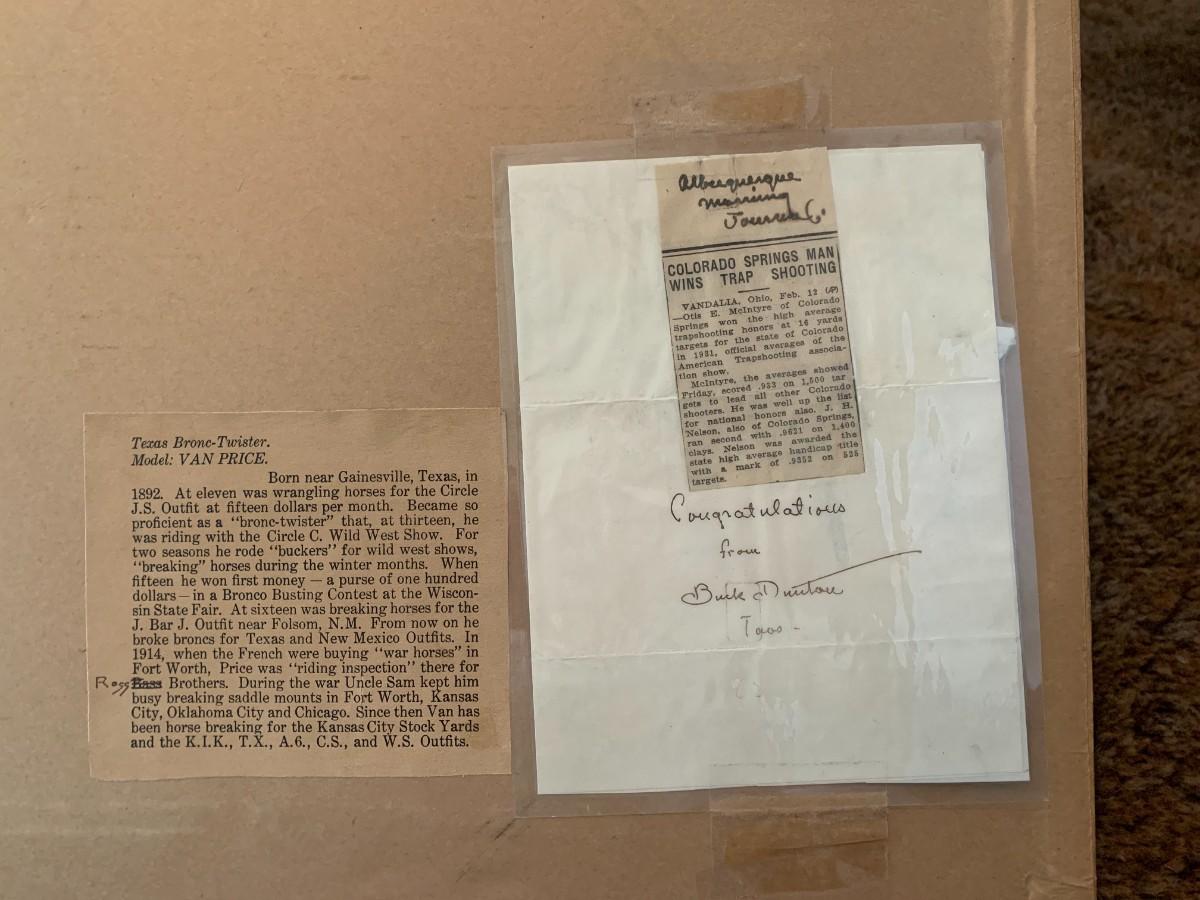 Texas Bronc-Twister.
Model: VAN PRICE.
Born near Gainesville, Texas, in
1892. At eleven was wrangling horses for the Circle
J.S. Outfit at fifteen dollars per month. Became so
proficient as a “bronc-twister” that, at thirteen, he
was riding with the Circle C. Wild West Show. For
two seasons he rode “buckers” for wild west shows,
“breaking” horses during the winter months. When
fifteen he won first money — a purse of one hundred
dollars — in a Bronco Busting Contest at the Wiscon-
sin State Fair. At sixteen was breaking horses for the
J. Bar J. Outfit near Folsom, N.M. From now on he
broke broncs for Texas and New Mexico Outfits. In
1914, when the French were buying “war horses” in
Fort Worth, Price was “riding inspection” there for
Ross Bass Brothers. During the war Uncle Sam kept him
busy breaking saddle mounts in Fort Worth, Kansas
City, Oklahoma City and Chicago. Since then Van has
been horse breaking for the Kansas City Stock Yards
and the K.I.K., T.X., A.6., C.S., and W.S. Outfits.
Albuquerque
Morning
Journal.
COLORADO SPRINGS MAN
WINS TRAP SHOOTING
VANDALIA, Ohio, Feb. 12 (AP)
—Otis E. McIntyre of Colorado
Springs won the high average
trapshooting honors at 16 yards
targets for the state of Colorado
in 1931, official averages of the
American Trapshooting associa-
tion show.
McIntyre, the averages showed
Friday, scored .933 on 1,500 tar
gets to lead all other Colorado
shooters. He was well up the list
for national honors also. J. H.
Nelson, also of Colorado Springs,
ran second with .9621 on 1,400
clays. Nelson was awarded the
state high average handicap title
with a mark of .9352 on 525
targets.
Congratulations
from
Buck Dunton
Taos -